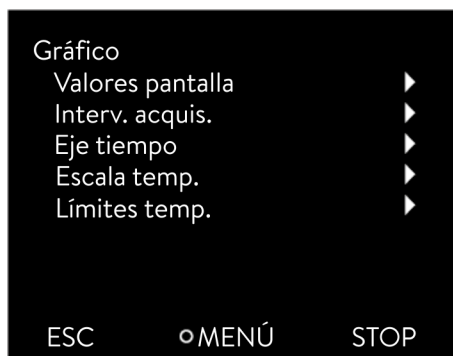 Gráfico
Valores pantalla
Interv. acquis.
Eje tiempo
Escala temp.
Límites temp.
ESC MENÚ STOP